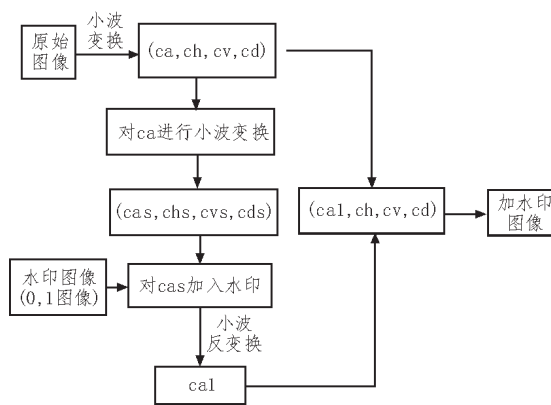 原始
图像
小波
变换
(ca,ch,cv,cd)
对ca进行小波变换
(cas,chs,cvs,cds)
(cal,ch,cv,cd)
加水印
图像
水印图像
(0,1图像)
对cas加入水印
小波
反变换
cal